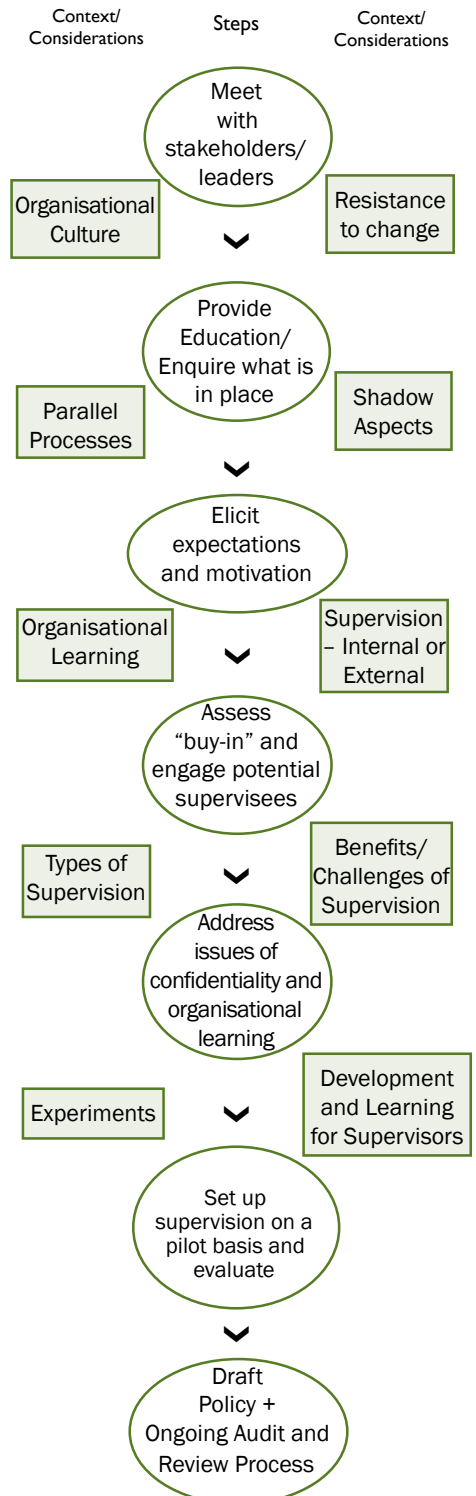 Context/
Considerations
Steps
Context/
Considerations
Meet
with
stakeholders/
leaders
Organisational
Culture
Resistance
to change
Provide
Education/
Enquire what is
in place
Parallel
Processes
Shadow
Aspects
Elicit
expectations
and motivation
Organisational
Learning
Supervision
– Internal or
External
Assess
“buy-in” and
engage potential
supervisees
Types of
Supervision
Benefits/
Challenges of
Supervision
Address
issues of
confidentiality and
organisational
learning
Experiments
Development
and Learning
for Supervisors
Set up
supervision on a
pilot basis and
evaluate
Draft
Policy +
Ongoing Audit and
Review Process